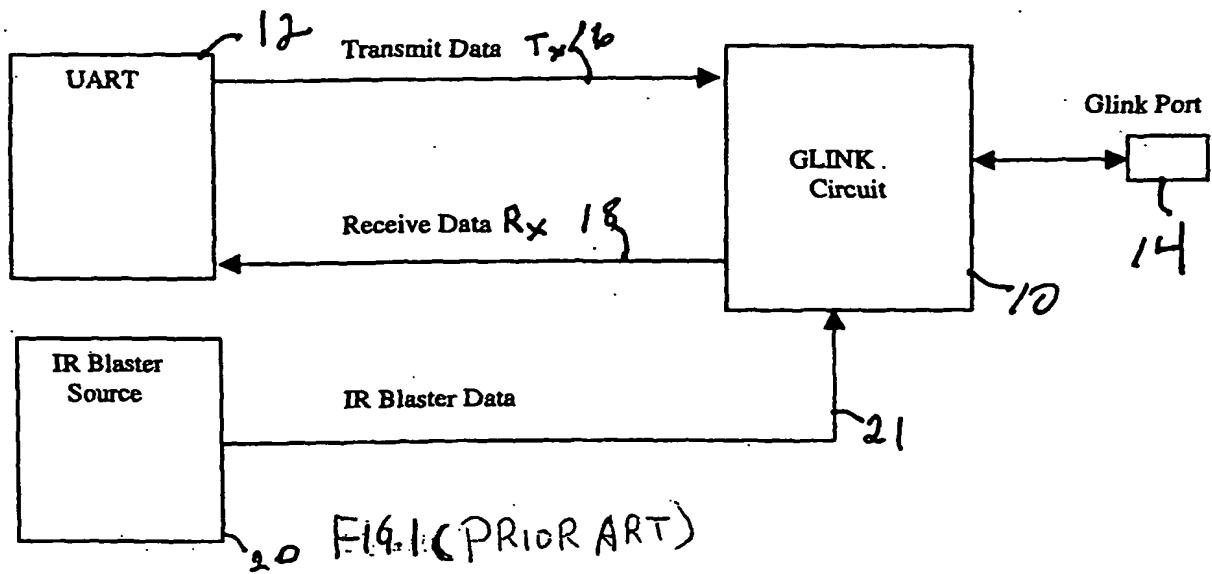 12
Transmit Data Tx 16
UART
Glink Port
GLINK
Circuit
Receive Data Rx 18
14
10
IR Blaster
Source
IR Blaster Data
21
20
FIG.1 (PRIOR ART)